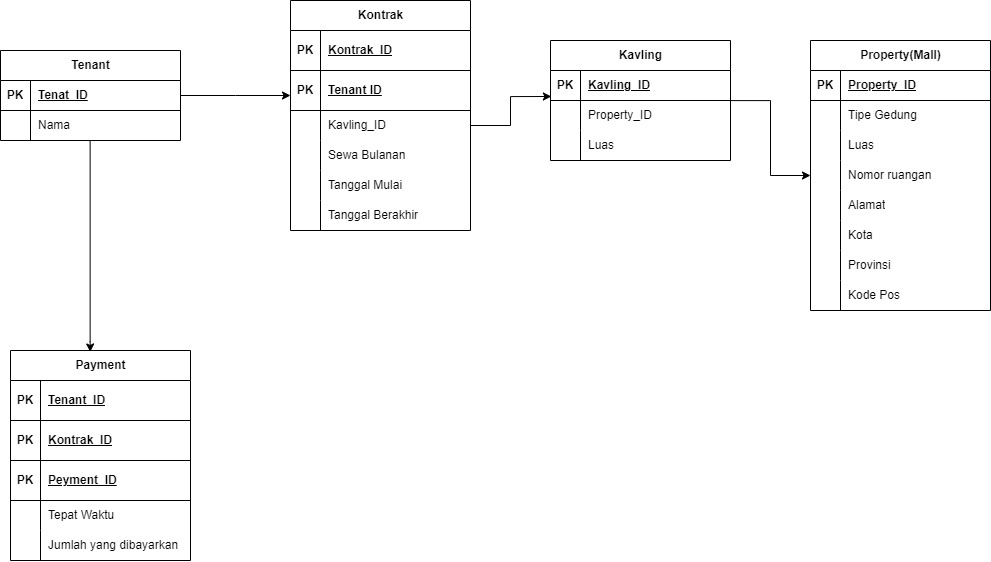 Tenant
PK Tenat_ID
Nama
Kontrak
PK Kontrak_ID
PK Tenant ID
Kavling_ID
Sewa Bulanan
Tanggal Mulai
Tanggal Berakhir
Kavling
PK Kavling_ID
Property_ID
Luas
Property(Mall)
PK Property_ID
Tipe Gedung
Luas
Nomor ruangan
Alamat
Kota
Provinsi
Kode Pos
Payment
PK Tenant_ID
PK Kontrak_ID
PK Peyment_ID
Tepat Waktu
Jumlah yang dibayarkan